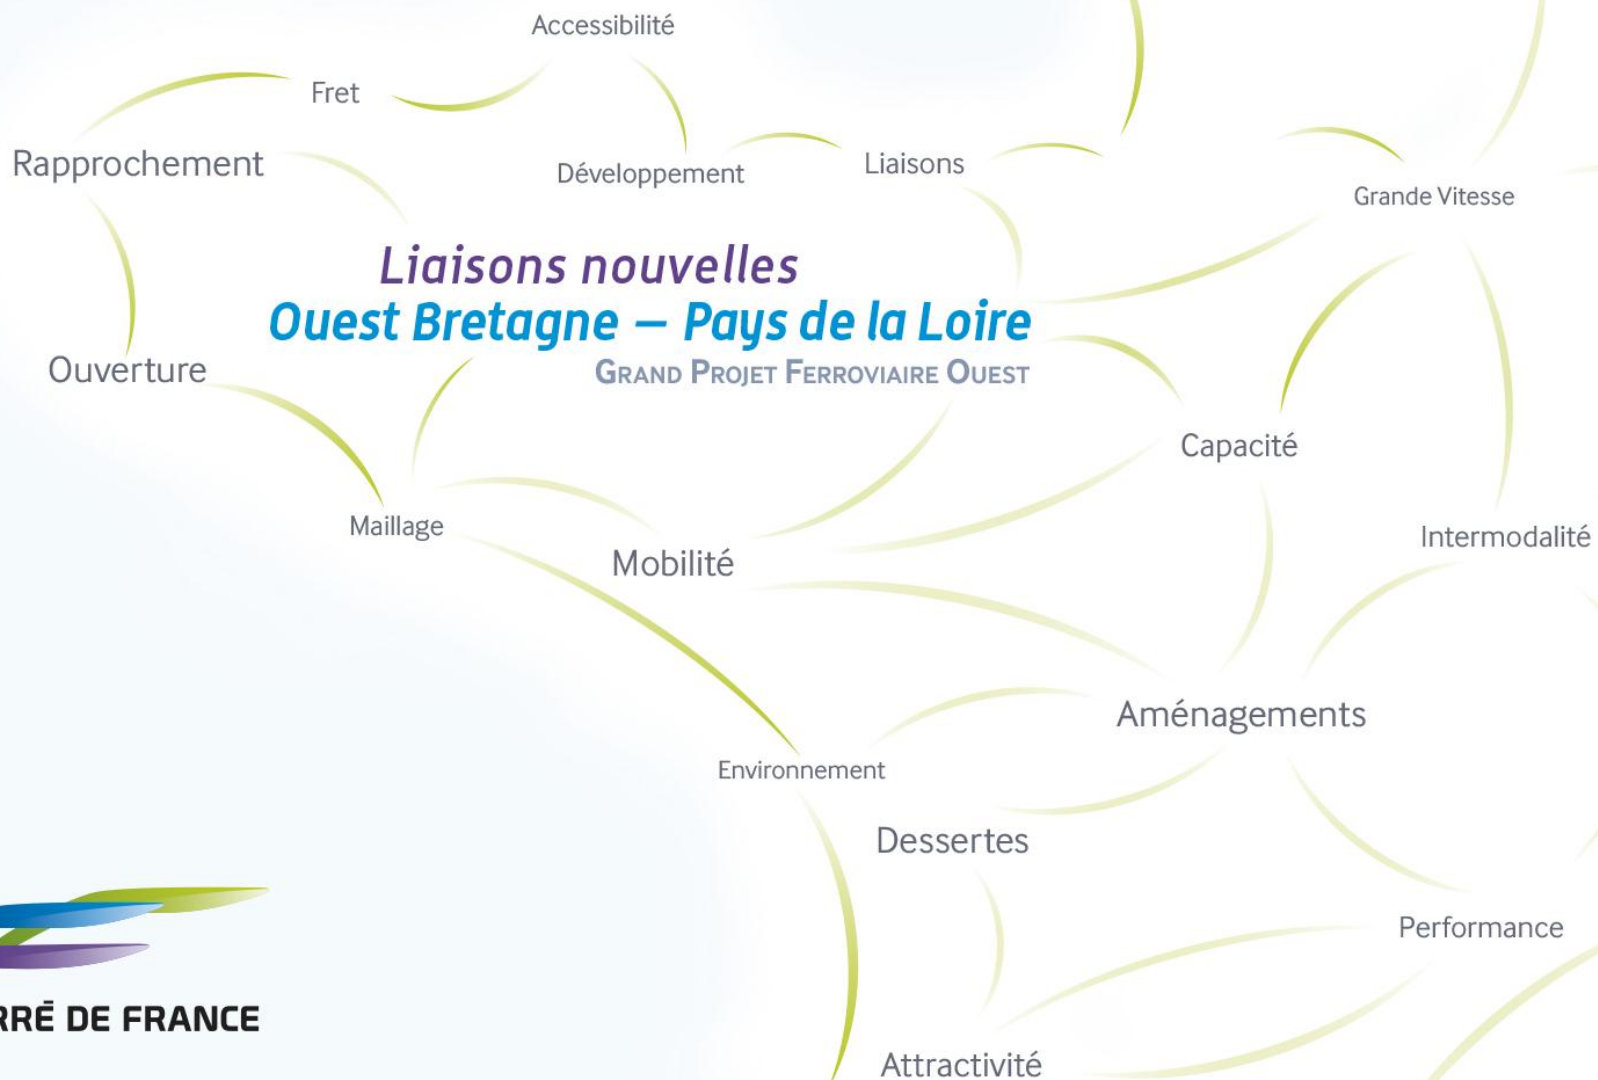 Accessibilité
Fret
Rapprochement
Développement
Liaisons
Grande Vitesse
Liaisons nouvelles
Ouest Bretagne – Pays de la Loire
GRAND PROJET FERROVIAIRE OUEST
Ouverture
Capacité
Maillage
Mobilité
Intermodalité
Aménagements
Environnement
Dessertes
Performance
RRÉ DE FRANCE
Attractivité